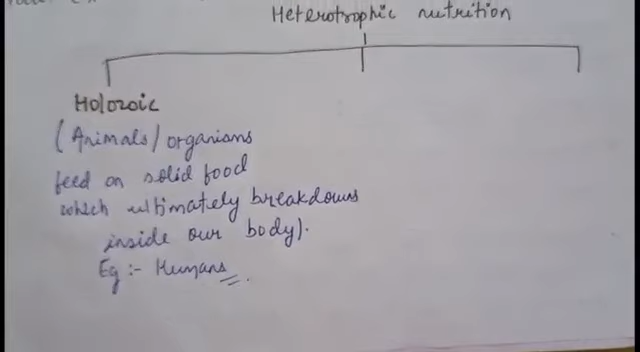 Heterotrophic nutrition
Holozoic
(Animals/organisms
feed on solid food
which ultimately breakdowns
inside our body).
Eg :- Humans.